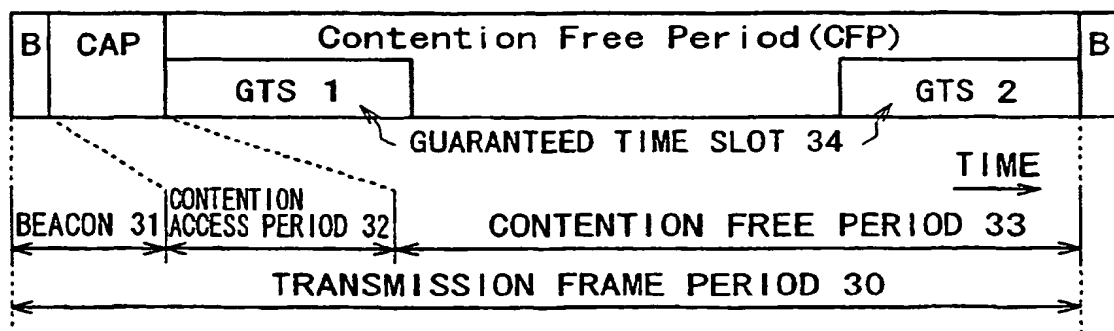 B CAP Contention Free Period(CFP) B
GTS 1 GTS 2
GUARANTEED TIME SLOT 34
TIME
CONTENTION
BEACON 31 ACCESS PERIOD 32 CONTENTION FREE PERIOD 33
TRANSMISSION FRAME PERIOD 30